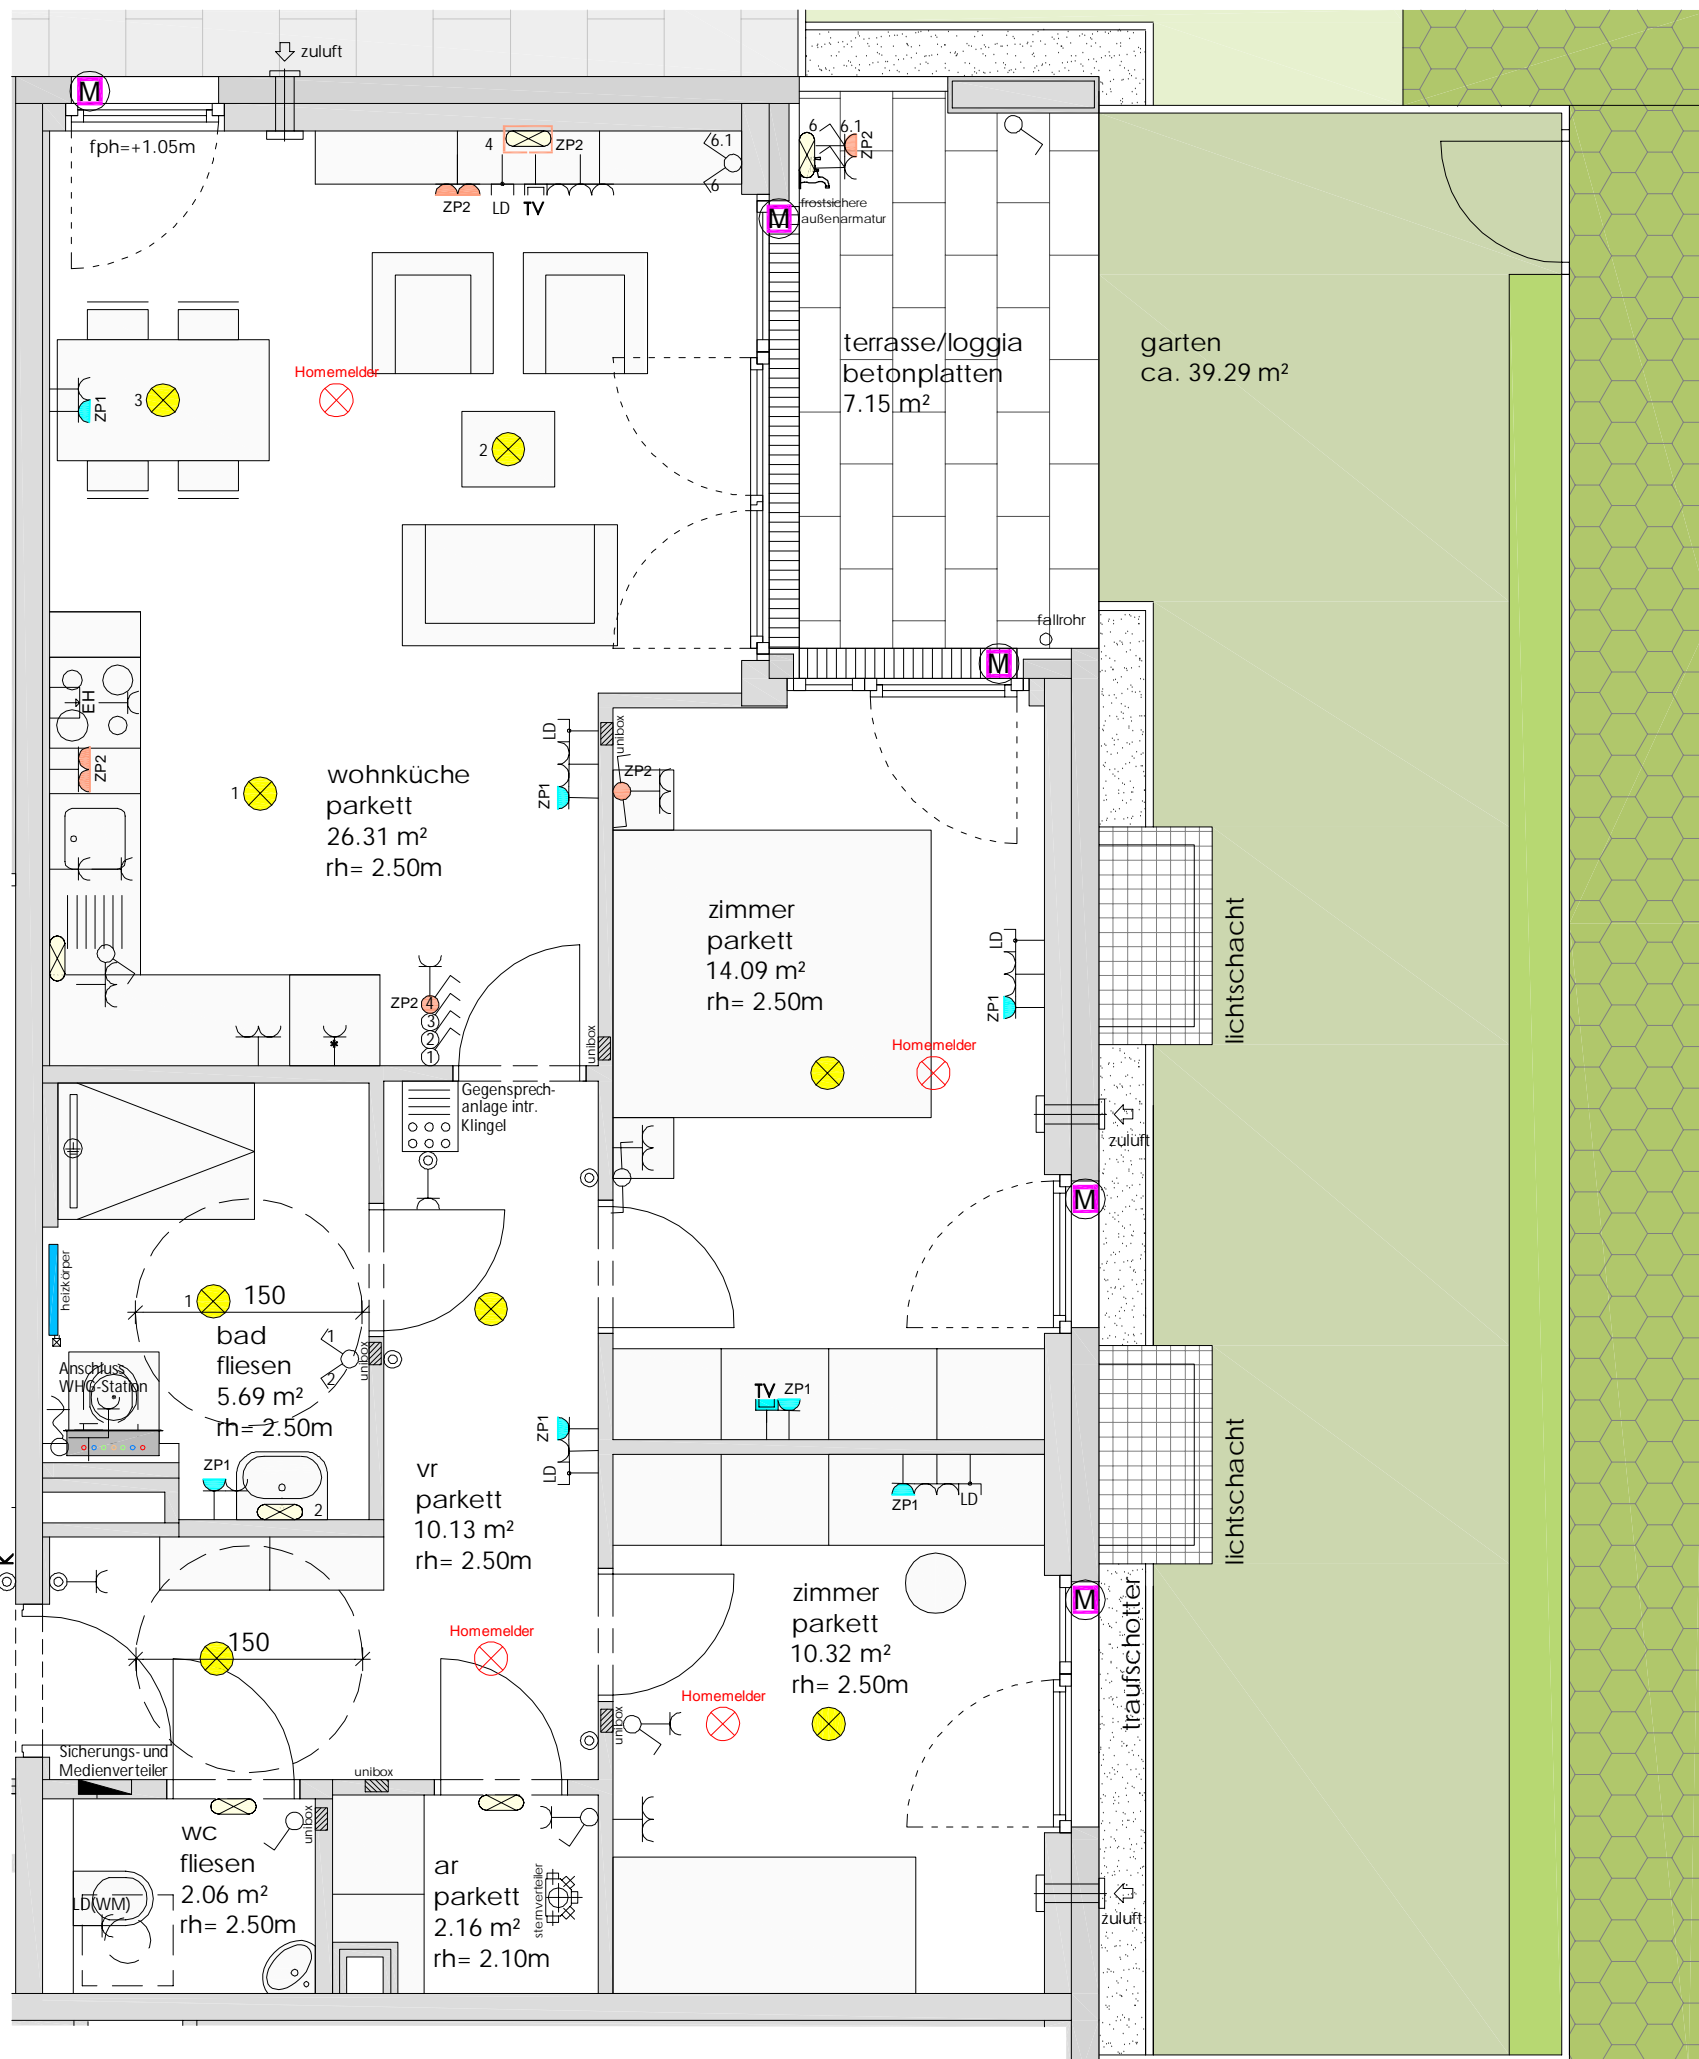 zuluft
M
fph=+1.05m
4
ZP2
6.1
6
ZP2
LD
TV
6
6.1
ZP2
M
frostsichere
außenarmatur
Homemelder
3
ZP1
2
terrasse/loggia
betonplatten
7.15 m²
garten
ca. 39.29 m²
fallrohr
M
EH
ZP2
LD
unibox
ZP1
ZP2
1
wohnküche
parkett
26.31 m²
rh= 2.50m
zimmer
parkett
14.09 m²
rh= 2.50m
LD
ZP1
lichtschacht
ZP2
4
3
2
1
unibox
Homemelder
Gegensprech-
anlage intr.
Klingel
zuluft
M
heizkörper
1
150
bad
fliesen
5.69 m²
rh= 2.50m
1
2
unibox
Anschluss
WHG-Station
ZP1
2
TV
ZP1
ZP1
LD
ZP1
LD
lichtschacht
vr
parkett
10.13 m²
rh= 2.50m
K
150
Homemelder
zimmer
parkett
10.32 m²
rh= 2.50m
M
traufschotter
Homemelder
unibox
Sicherungs- und
Medienverteiler
unibox
wc
fliesen
2.06 m²
rh= 2.50m
unibox
LD(WM)
ar
parkett
2.16 m²
rh= 2.10m
sternverteiler
zuluft